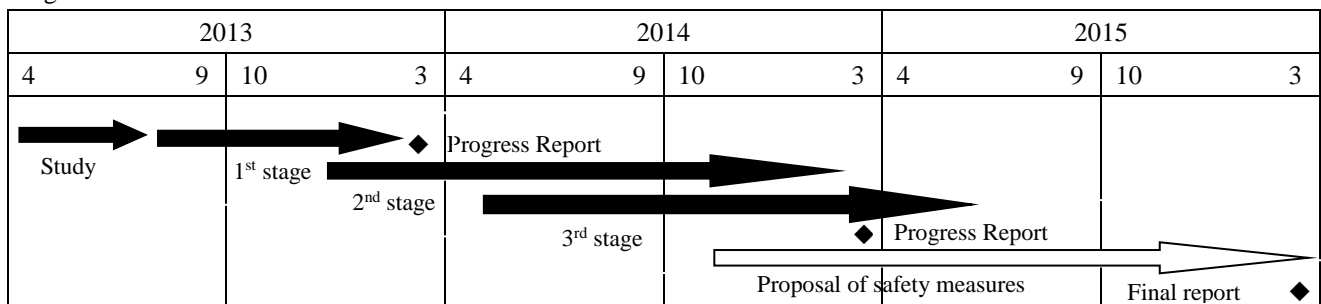 2013 2014 2015
4 9 10 3 4 9 10 3 4 9 10 3
Progress Report
Study 1st stage
2nd stage
3rd stage Progress Report
Proposal of safety measures Final report